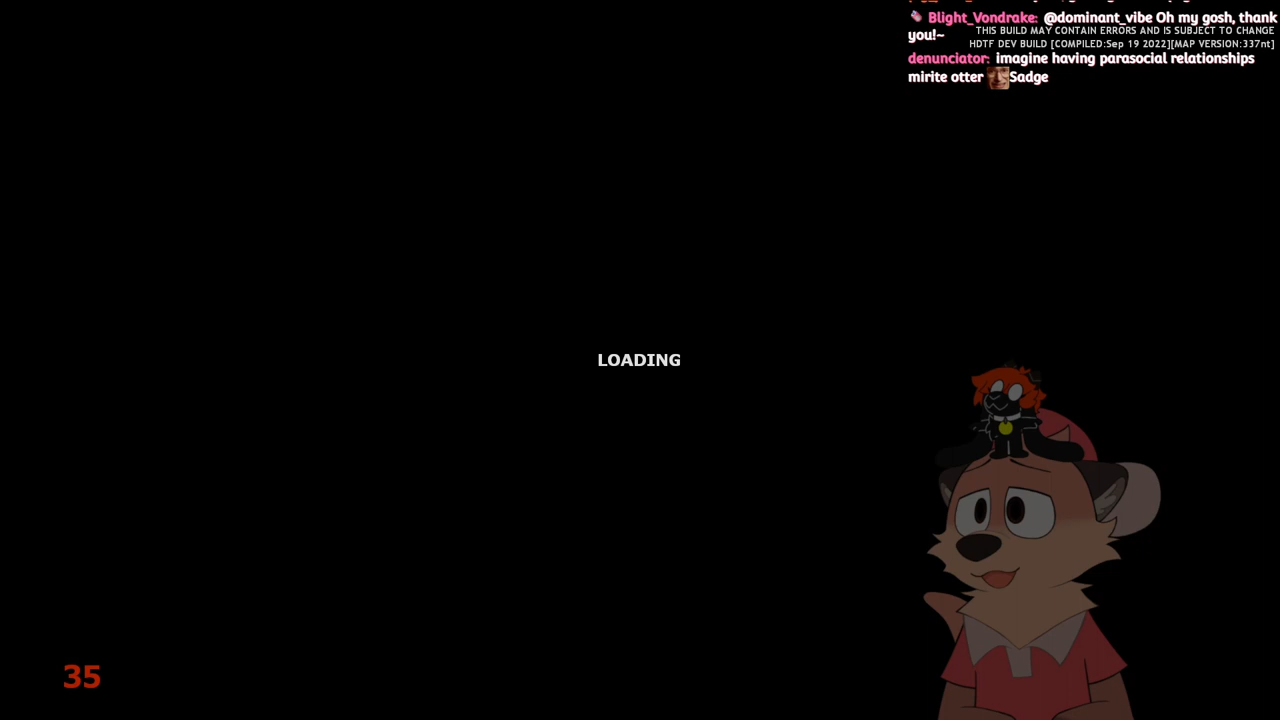 Blight_Vondrake: @dominant_vibe Oh my gosh, thank
you!~
THIS BUILD MAY CONTAIN ERRORS AND IS SUBJECT TO CHANGE
HDTF DEV BUILD [COMPILED:Sep 19 2022][MAP VERSION:337nt]
denunciator: imagine having parasocial relationships
mirite otter Sadge
LOADING
35